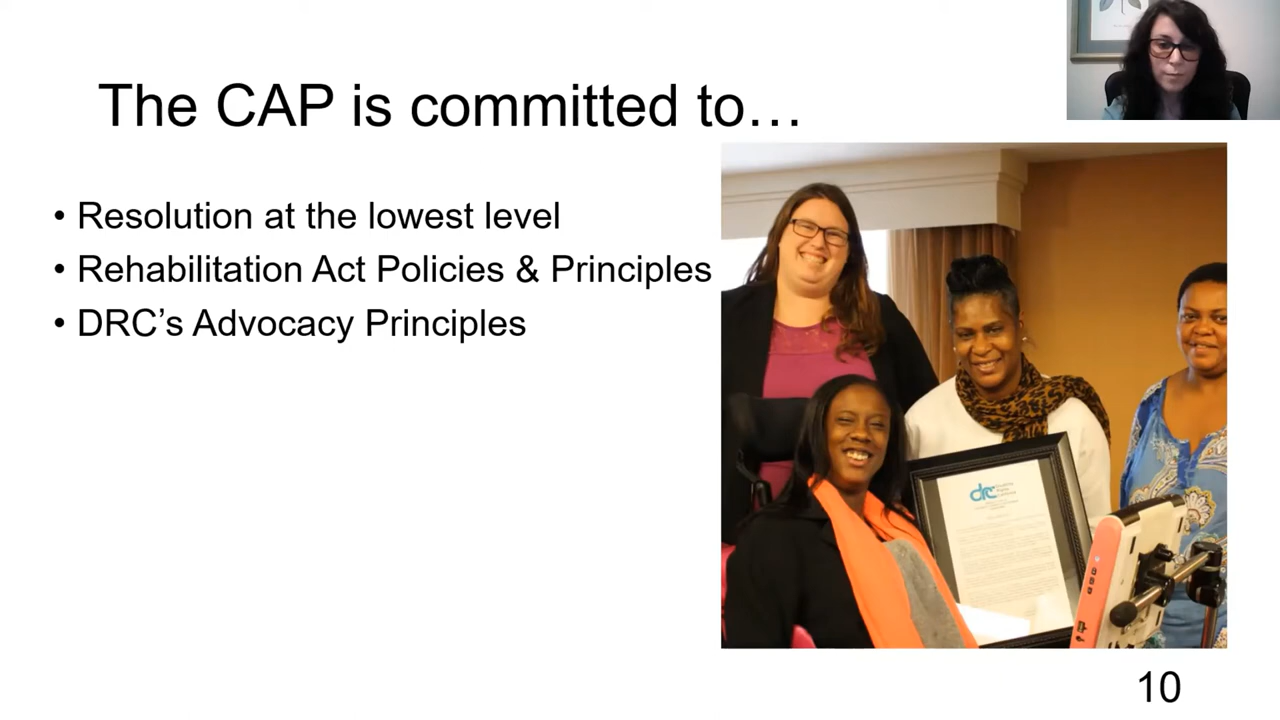 The CAP is committed to…
• Resolution at the lowest level
• Rehabilitation Act Policies & Principles
• DRC’s Advocacy Principles
drc
10